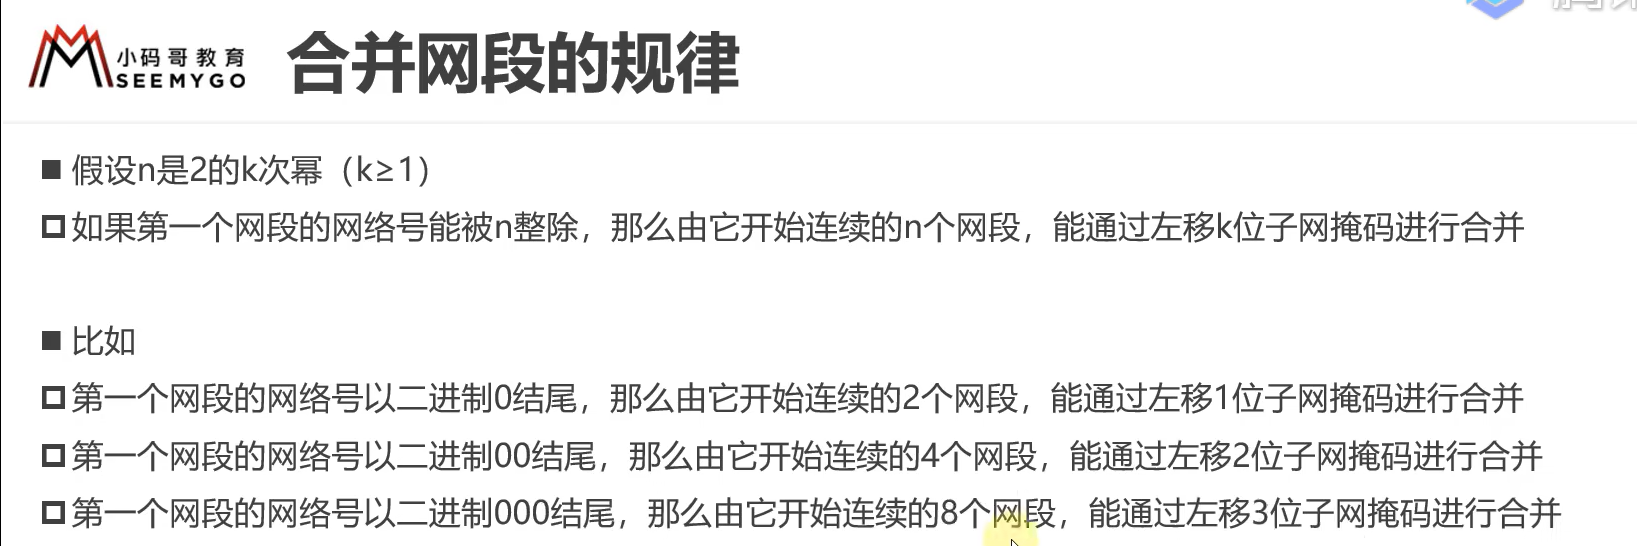 小码哥教育
SEEMYGO
合并网段的规律
假设n是2的k次幂（k≥1）
如果第一个网段的网络号能被n整除，那么由它开始连续的n个网段，能通过左移k位子网掩码进行合并
比如
第一个网段的网络号以二进制0结尾，那么由它开始连续的2个网段，能通过左移1位子网掩码进行合并
第一个网段的网络号以二进制00结尾，那么由它开始连续的4个网段，能通过左移2位子网掩码进行合并
第一个网段的网络号以二进制000结尾，那么由它开始连续的8个网段，能通过左移3位子网掩码进行合并